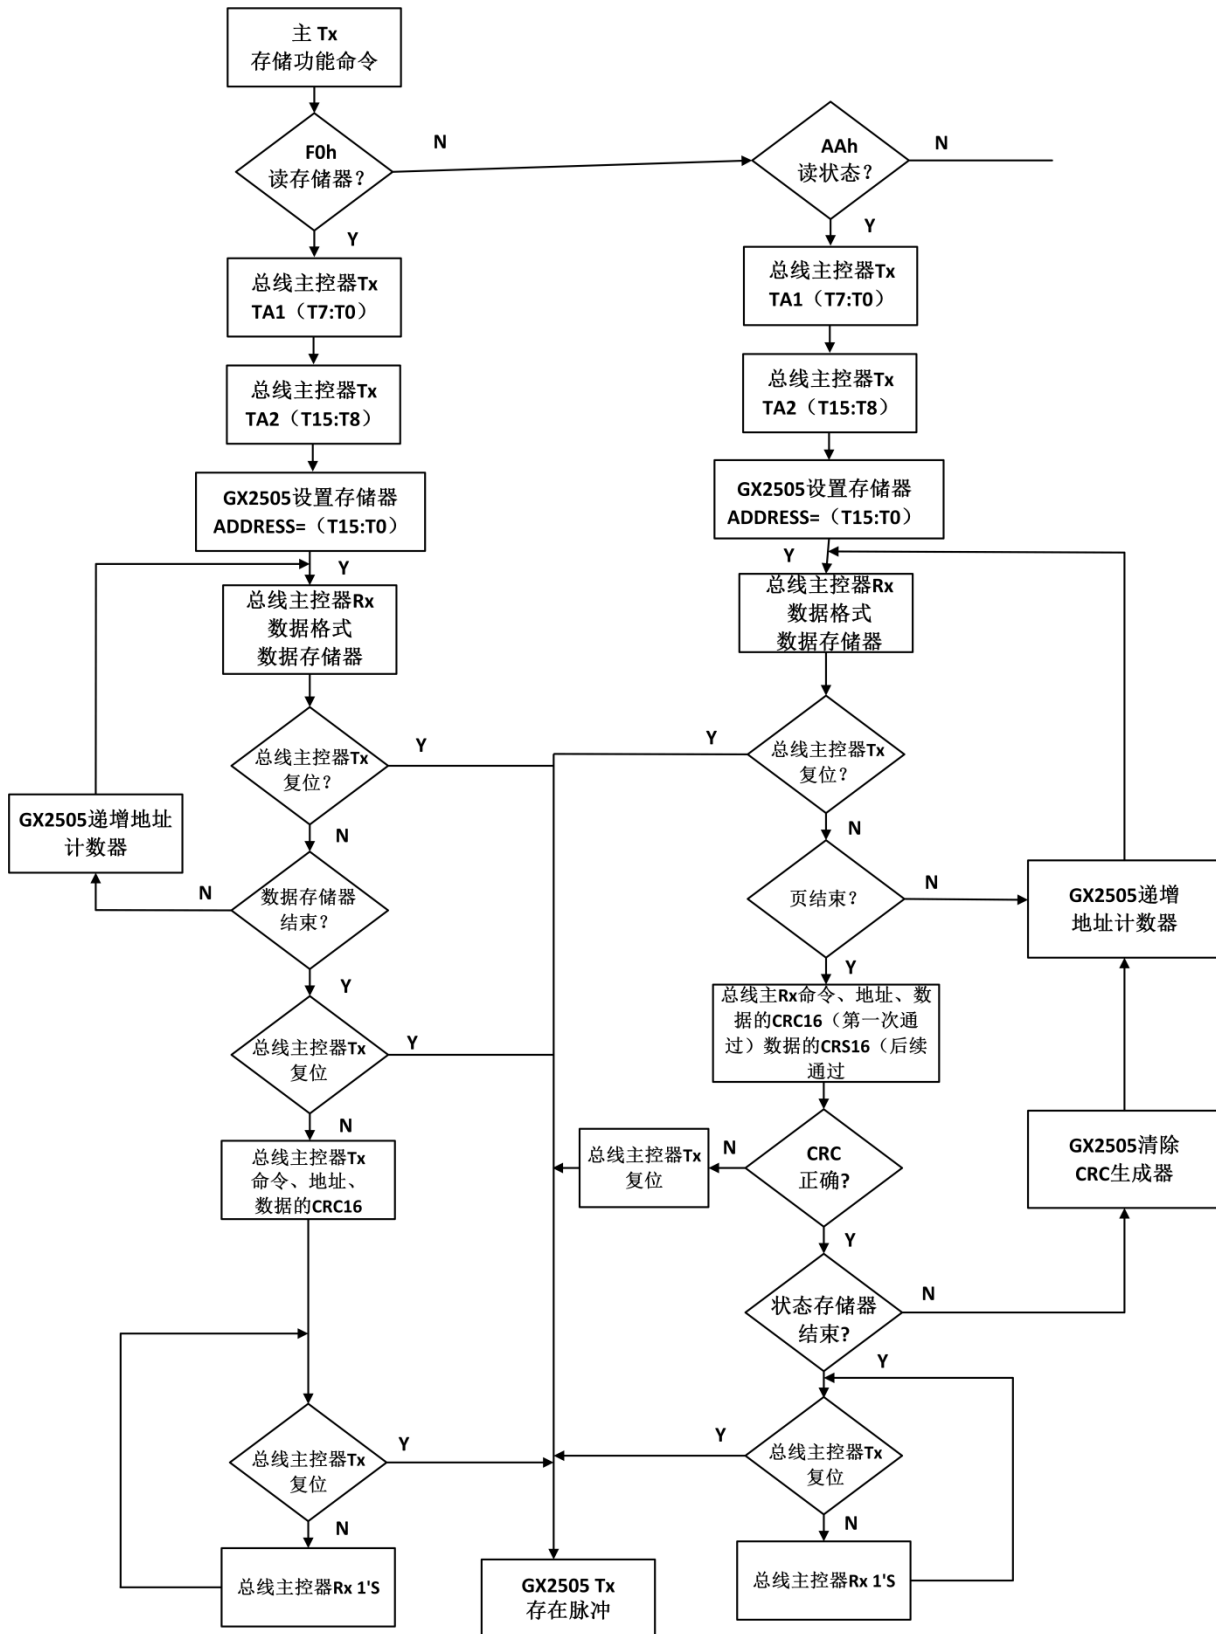 主 Tx
存储功能命令
F0h
读存储器？
N
Y
总线主控器Tx
TA1（T7:T0）
总线主控器Tx
TA2（T15:T8）
GX2505设置存储器
ADDRESS=（T15:T0）
Y
总线主控器Rx
数据格式
数据存储器
总线主控器Tx
复位？
Y
N
GX2505递增地址
计数器
N
数据存储器
结束？
Y
总线主控器Tx
复位
Y
N
总线主控器Tx
命令、地址、
数据的CRC16
总线主控器Tx
复位
Y
N
总线主控器Rx 1'S
AAh
读状态？
N
Y
总线主控器Tx
TA1（T7:T0）
总线主控器Tx
TA2（T15:T8）
GX2505设置存储器
ADDRESS=（T15:T0）
Y
总线主控器Rx
数据格式
数据存储器
Y
总线主控器Tx
复位？
N
页结束？
N
GX2505递增
地址计数器
Y
总线主Rx命令、地址、数
据的CRC16（第一次通
过）数据的CRS16（后续
通过
CRC
正确?
N
总线主控器Tx
复位
GX2505清除
CRC生成器
Y
状态存储器
结束?
N
Y
Y
总线主控器Tx
复位
N
总线主控器Rx 1'S
GX2505 Tx
存在脉冲